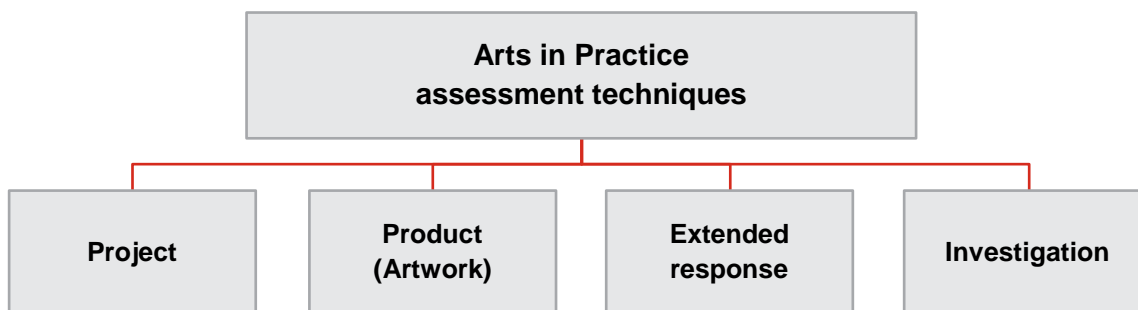 Arts in Practice
assessment techniques
Project
Product
(Artwork)
Extended
response
Investigation